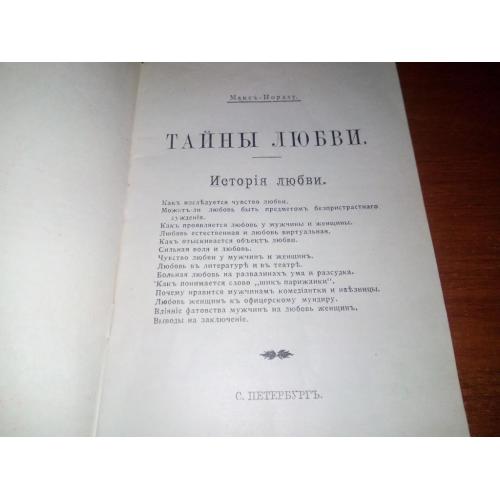 Максъ-Нордау.
ТАЙНЫ ЛЮБВИ.
Исторія любви.
Какъ изслѣдуется чувство любви.
Можетъ-ли любовь быть предметомъ безпристрастнаго
сужденія.
Какъ проявляется любовь у мужчины и женщины.
Любовь естественная и любовь виртуальная.
Какъ отыскивается объектъ любви.
Сильная воля и любовь.
Чувство любви у мужчинъ и женщинъ.
Любовь въ литературѣ и въ театрѣ.
Больная любовь на развалинахъ ума и разсудка.
Какъ понимается слово „шикъ парижанки".
Почему нравится мужчинамъ комедіантки и наѣзницы.
Любовь женщинъ къ офицерскому мундиру.
Вліяніе фатовства мужчинъ на любовь женщинъ.
Выводы на заключеніе.
С. ПЕТЕРБУРГЪ.